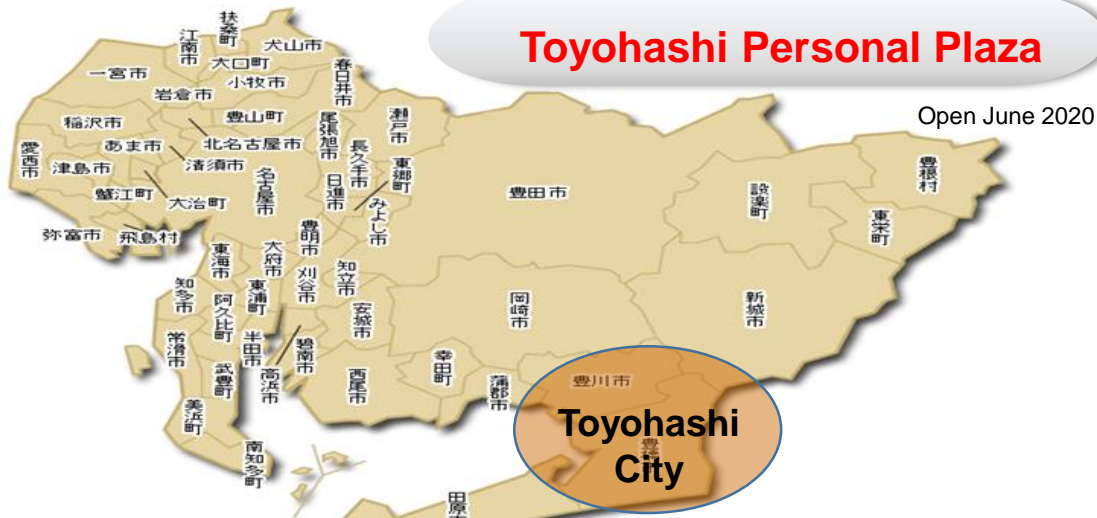 Toyohashi Personal Plaza
Open June 2020
扶桑町
江南市
犬山市
大口町
一宮市
小牧市
春日井市
岩倉市
瀬戸市
稲沢市
豊山町
尾張旭市
愛西市
あま市
北名古屋市
長久手市
東郷町
豊根村
津島市
清須市
名古屋市
日進市
豊田市
設楽町
蟹江町
大治町
みよし市
東栄町
弥富市
飛島村
豊明市
東海市
大府市
刈谷市
知立市
知多市
東浦町
阿久比町
安城市
岡崎市
新城市
常滑市
半田市
高浜市
碧南市
武豊町
西尾市
幸田町
蒲郡市
豊川市
美浜町
南知多町
Toyohashi
City
田原